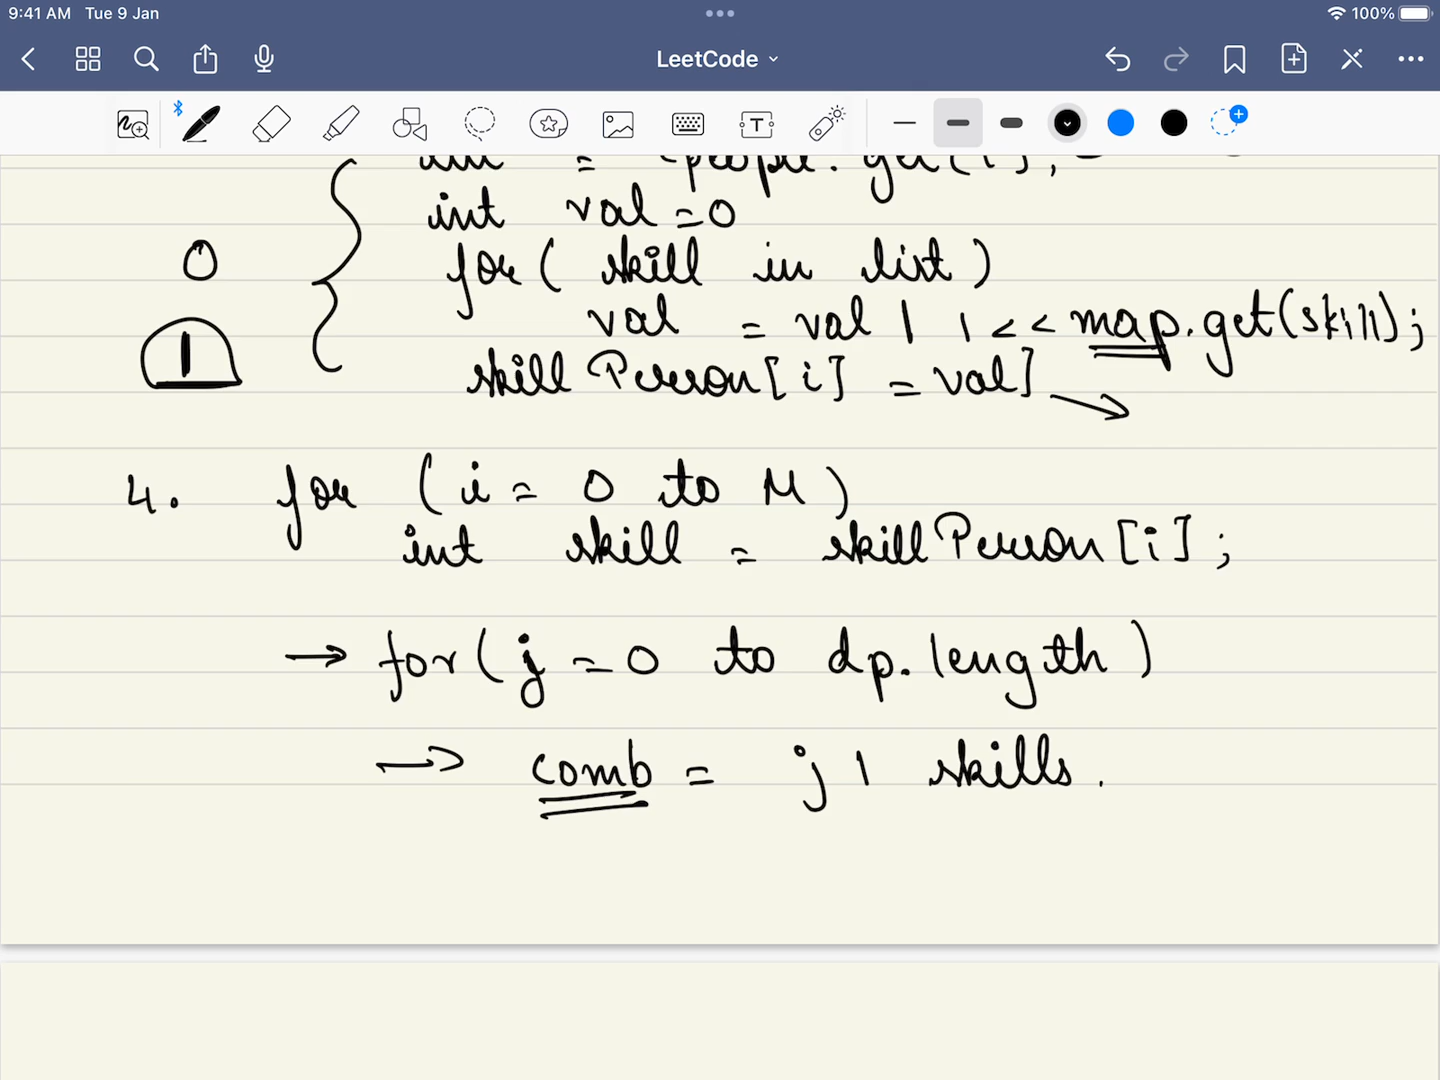 9:41 AM Tue 9 Jan
100%
LeetCode
T
people.get(i);
int val = 0
0
for ( skill in list )
1
val = val | 1 << map.get(skill);
skill Person [ i ] = val]
4. for ( i = 0 to M )
int skill = skill Person [ i ] ;
→ for ( j = 0 to dp. length )
→ comb = j | skills .